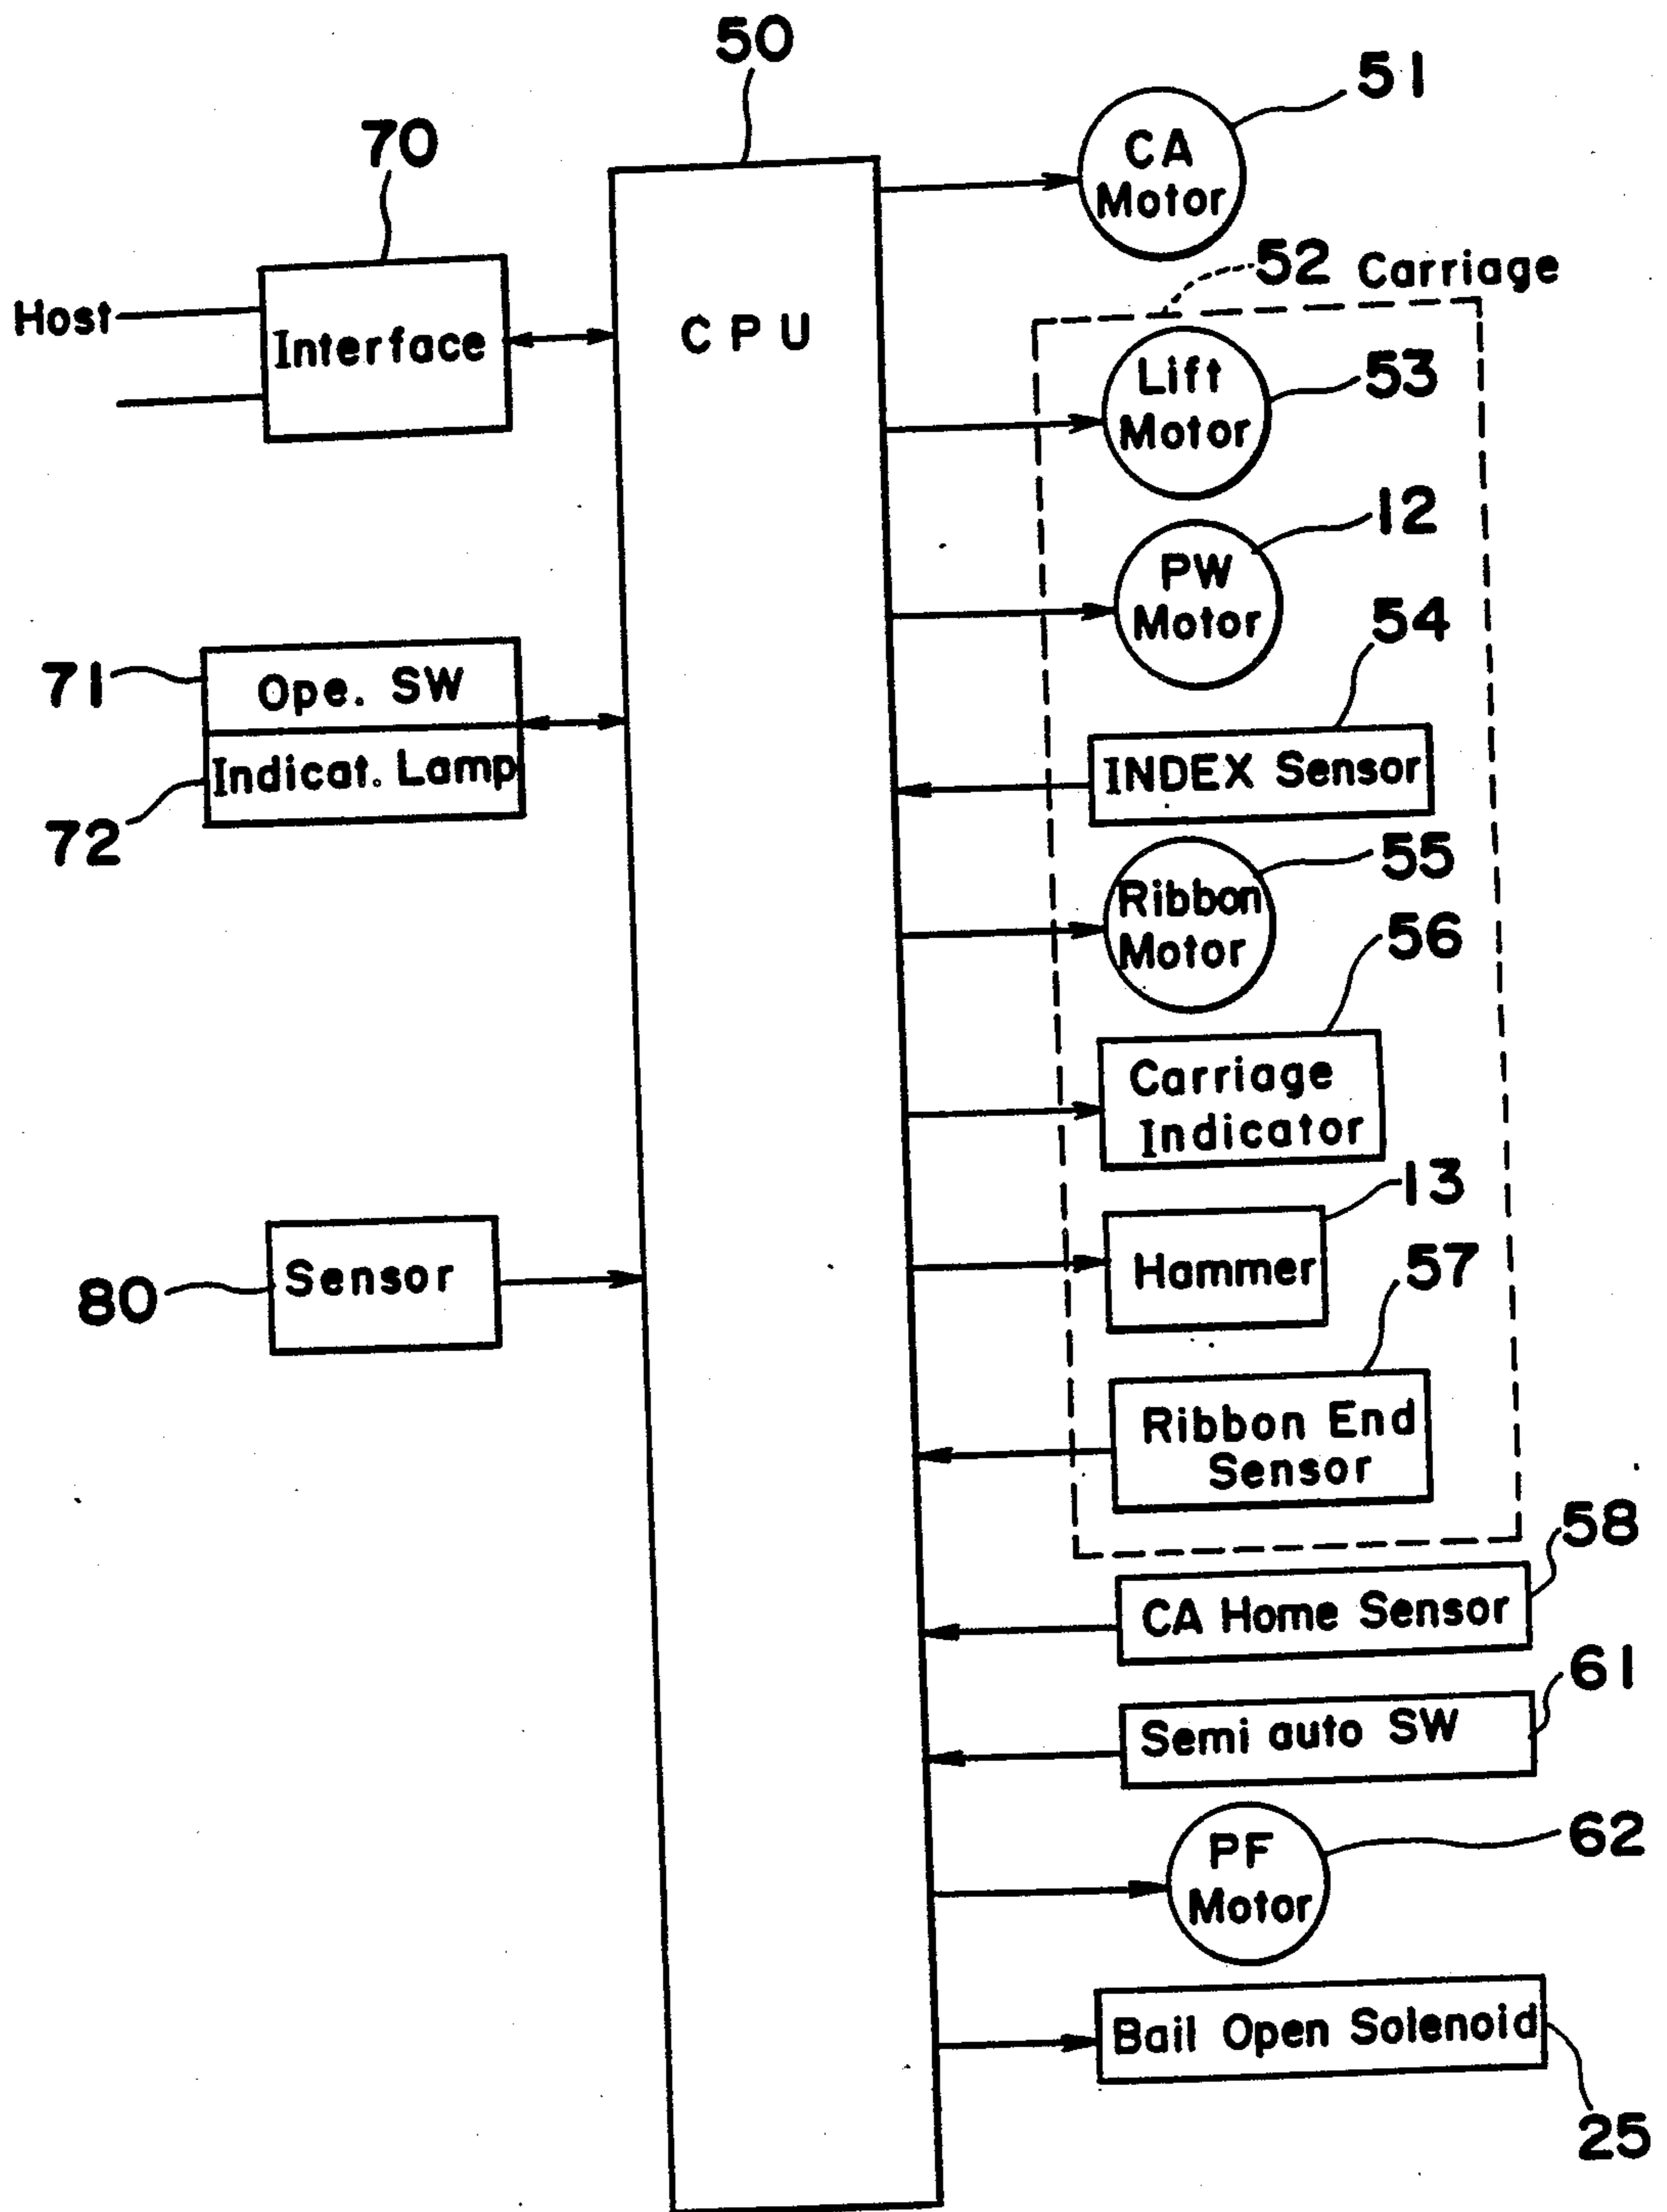 50
51
CA
Motor
70
52 Carriage
Host
Interface
CPU
Lift
Motor
53
12
PW
Motor
54
71
Ope. SW
INDEX Sensor
Indicat. Lamp
72
55
Ribbon
Motor
56
Carriage
Indicator
13
Hammer
57
Sensor
80
Ribbon End
Sensor
58
CA Home Sensor
61
Semi auto SW
62
PF
Motor
Bail Open Solenoid
25